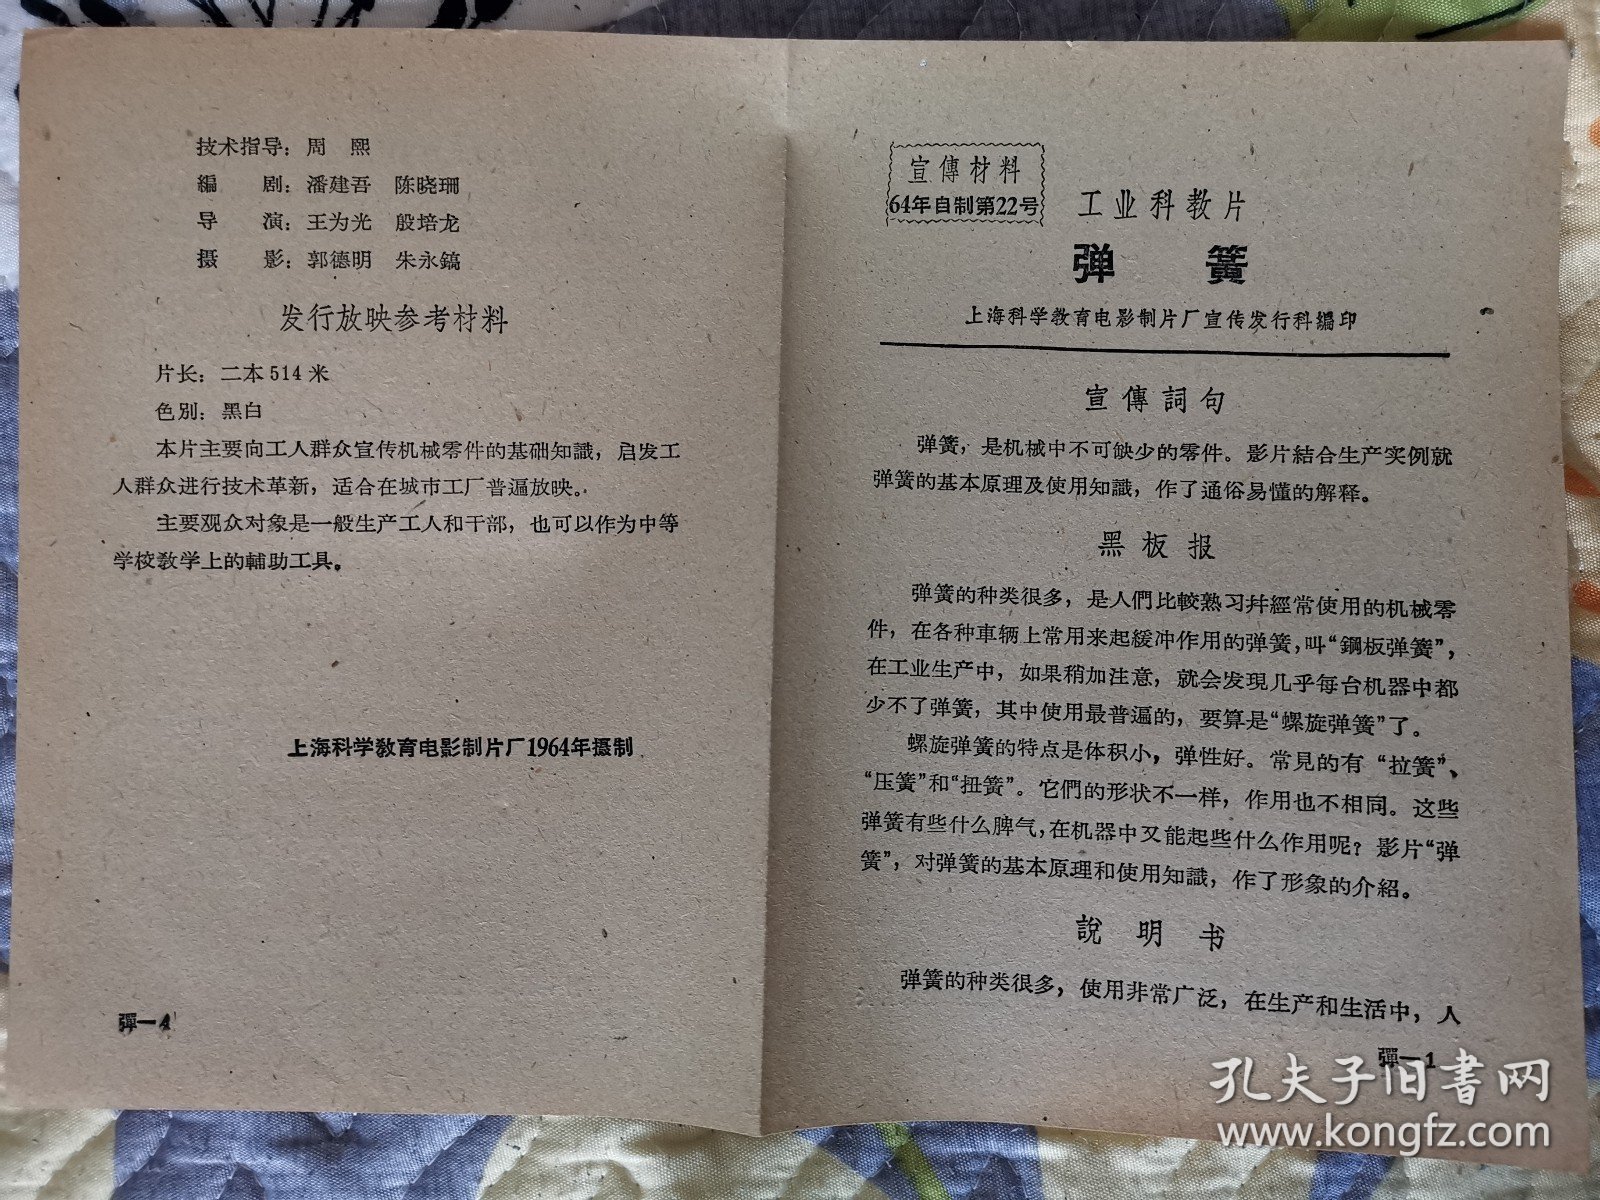 技术指导：周　熙
编　　剧：潘建吾　陈晓珊
导　　演：王为光　殷培龙
摄　　影：郭德明　朱永鎬
发行放映参考材料
片长：二本514米
色別：黑白
本片主要向工人群众宣传机械零件的基础知識，启发工
人群众进行技术革新，适合在城市工厂普遍放映。
主要观众对象是一般生产工人和干部，也可以作为中等
学校教学上的輔助工具。
上海科学教育电影制片厂1964年摄制
彈—4
宣傳材料
64年自制第22号
工业科教片
弹　簧
上海科学教育电影制片厂宣传发行科編印
宣傳詞句
弹簧，是机械中不可缺少的零件。影片結合生产实例就
弹簧的基本原理及使用知識，作了通俗易懂的解释。
黑板报
弹簧的种类很多，是人們比較熟习幷經常使用的机械零
件，在各种車辆上常用来起緩冲作用的弹簧，叫“鋼板弹簧”，
在工业生产中，如果稍加注意，就会发現几乎每台机器中都
少不了弹簧，其中使用最普遍的，要算是“螺旋弹簧”了。
螺旋弹簧的特点是体积小，弹性好。常見的有“拉簧”、
“压簧”和“扭簧”。它們的形状不一样，作用也不相同。这些
弹簧有些什么脾气，在机器中又能起些什么作用呢？影片“弹
簧”，对弹簧的基本原理和使用知識，作了形象的介紹。
說明书
弹簧的种类很多，使用非常广泛，在生产和生活中，人
彈—1
孔夫子旧書网
www.kongfz.com